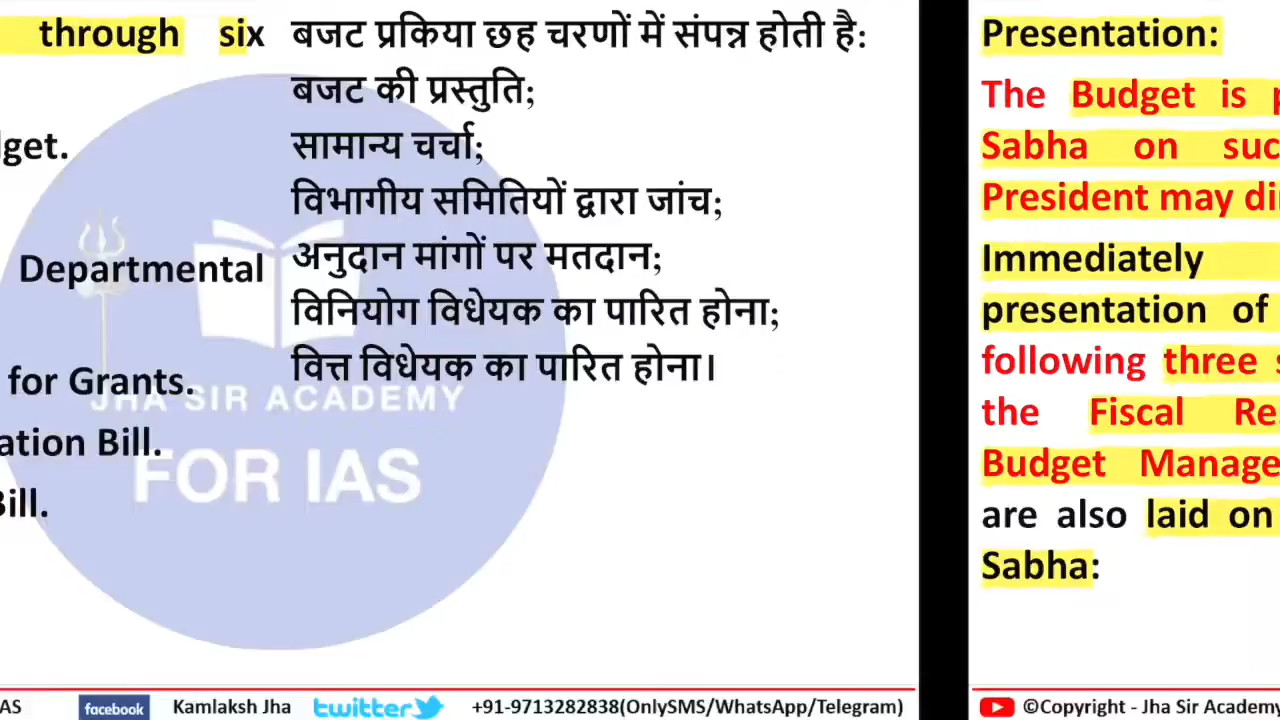 through six
dget.
Departmental
for Grants.
ation Bill.
Bill.
बजट प्रकिया छह चरणों में संपन्न होती है:
बजट की प्रस्तुति;
सामान्य चर्चा;
विभागीय समितियों द्वारा जांच;
अनुदान मांगों पर मतदान;
विनियोग विधेयक का पारित होना;
वित्त विधेयक का पारित होना।
JHA SIR ACADEMY
FOR IAS
AS facebook Kamlaksh Jha twitter +91-9713282838(OnlySMS/WhatsApp/Telegram)
Presentation:
The Budget is p
Sabha on suc
President may di
Immediately
presentation of
following three s
the Fiscal Res
Budget Manage
are also laid on
Sabha:
©Copyright - Jha Sir Academy